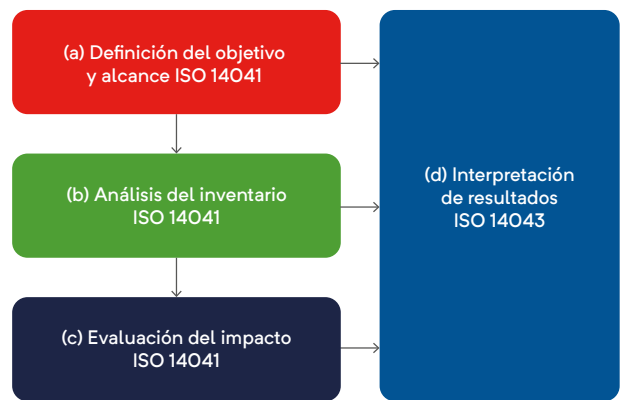 (a) Definición del objetivo
y alcance ISO 14041
(b) Análisis del inventario
ISO 14041
(c) Evaluación del impacto
ISO 14041
(d) Interpretación
de resultados
ISO 14043